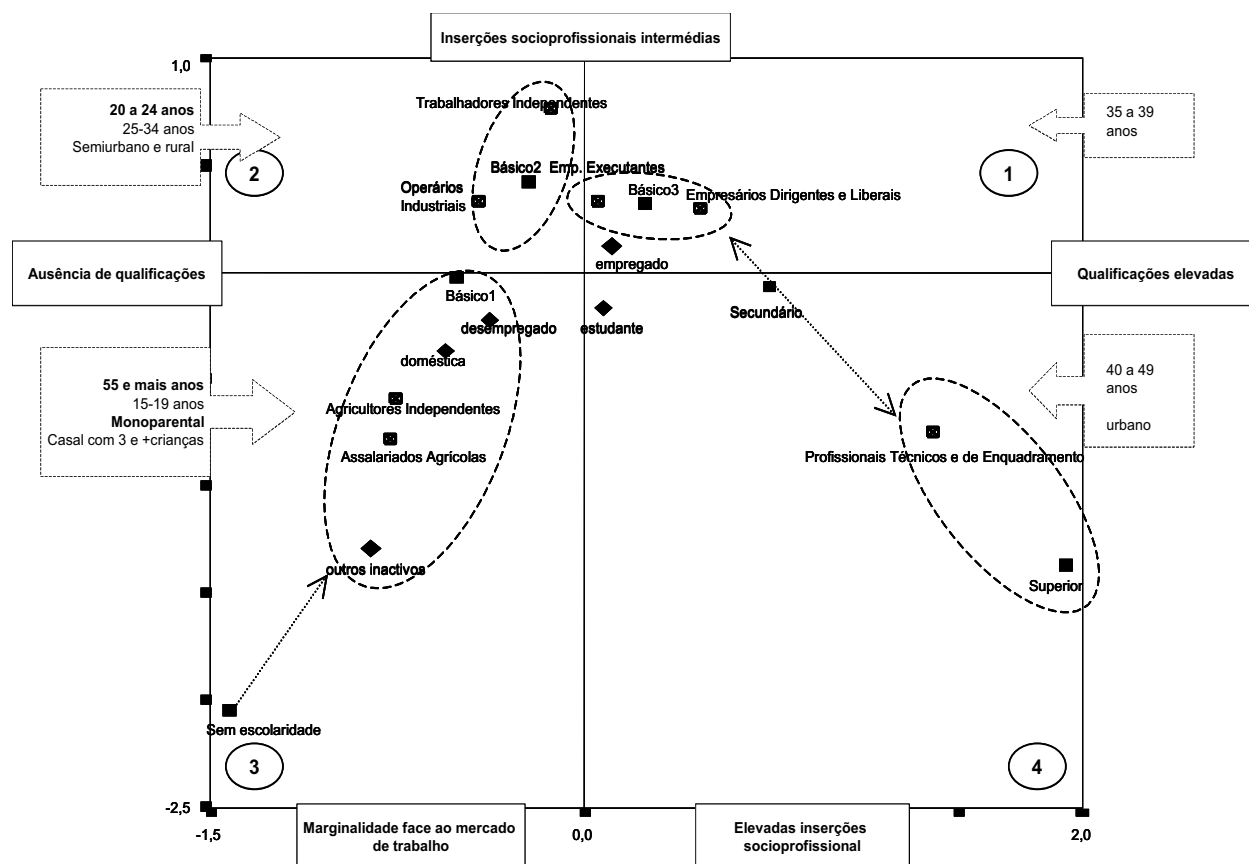 Inserções socioprofissionais intermédias
1,0
20 a 24 anos
25-34 anos
Semiurbano e rural
2
Trabalhadores Independentes
35 a 39
anos
1
Básico2
Emp. Executantes
Operários
Industriais
Básico3
Empresários Dirigentes e Liberais
empregado
Ausência de qualificações
Qualificações elevadas
Básico1
Secundário
desempregado
estudante
doméstica
55 e mais anos
15-19 anos
Monoparental
Casal com 3 e +crianças
40 a 49
anos
urbano
Agricultores Independentes
Assalariados Agrícolas
Profissionais Técnicos e de Enquadramento
outros inactivos
Superior
Sem escolaridade
3
4
-2,5
-1,5
Marginalidade face ao mercado
de trabalho
0,0
Elevadas inserções
socioprofissional
2,0